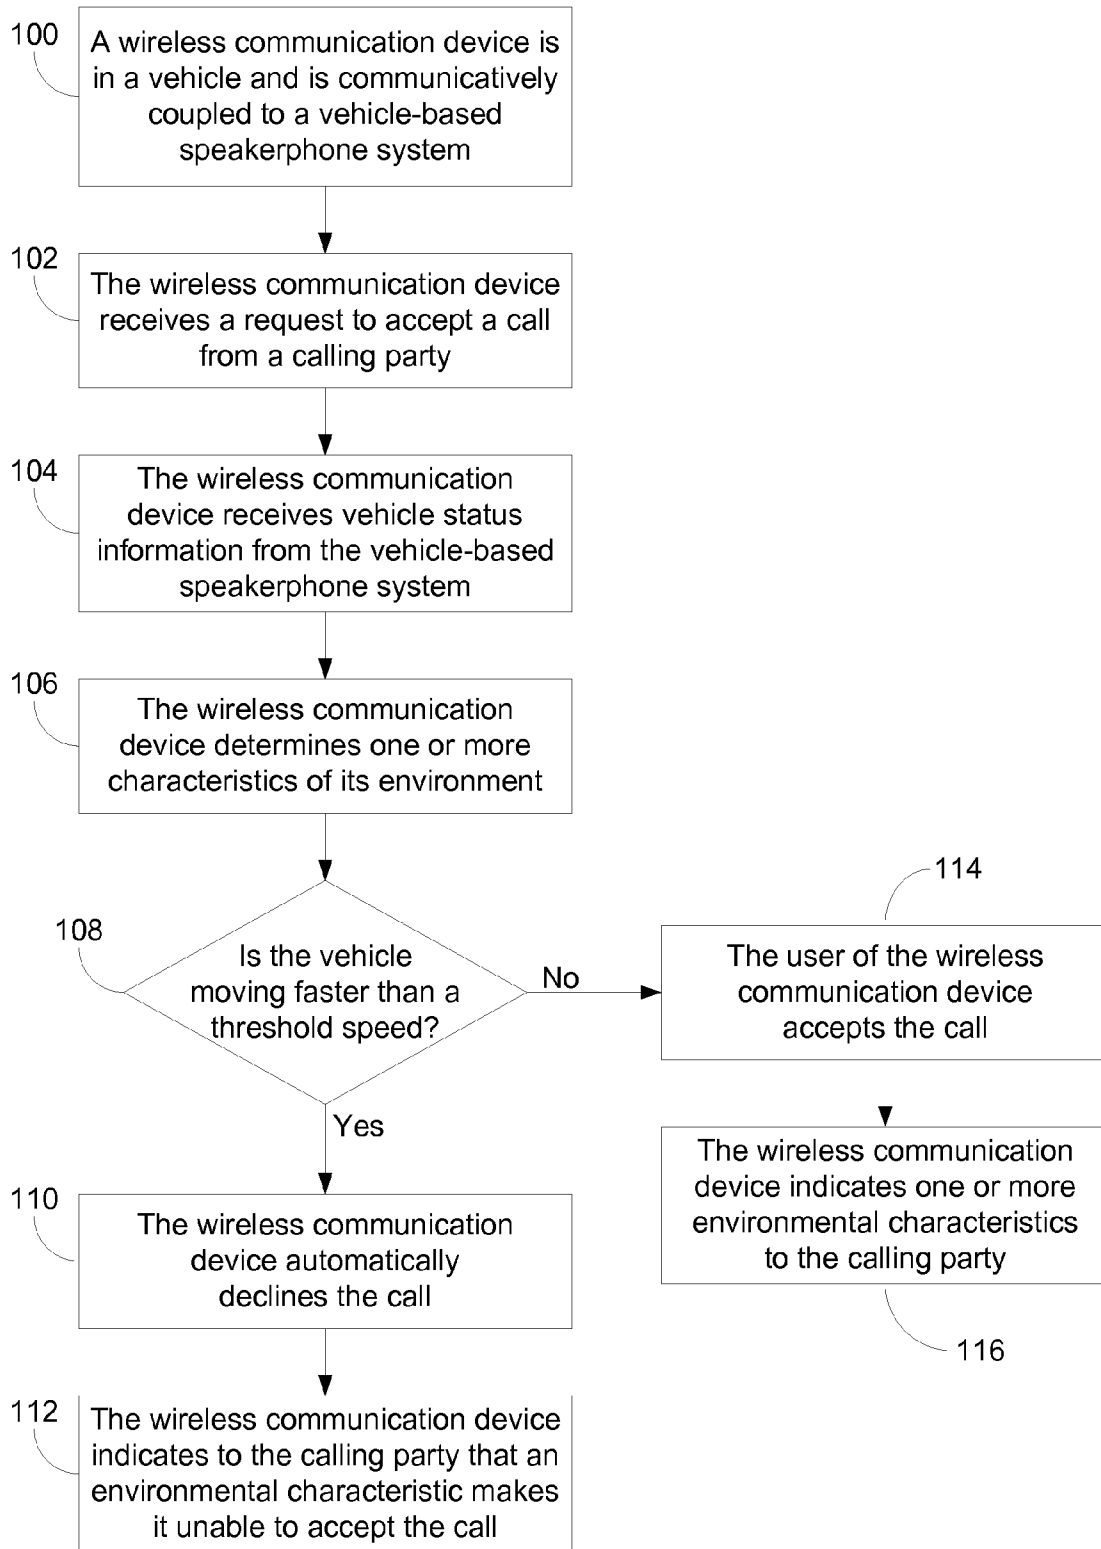 100
A wireless communication device is
in a vehicle and is communicatively
coupled to a vehicle-based
speakerphone system
102
The wireless communication device
receives a request to accept a call
from a calling party
104
The wireless communication
device receives vehicle status
information from the vehicle-based
speakerphone system
106
The wireless communication
device determines one or more
characteristics of its environment
108
Is the vehicle
moving faster than a
threshold speed?
No
Yes
114
The user of the wireless
communication device
accepts the call
The wireless communication
device indicates one or more
environmental characteristics
to the calling party
116
110
The wireless communication
device automatically
declines the call
112
The wireless communication device
indicates to the calling party that an
environmental characteristic makes
it unable to accept the call